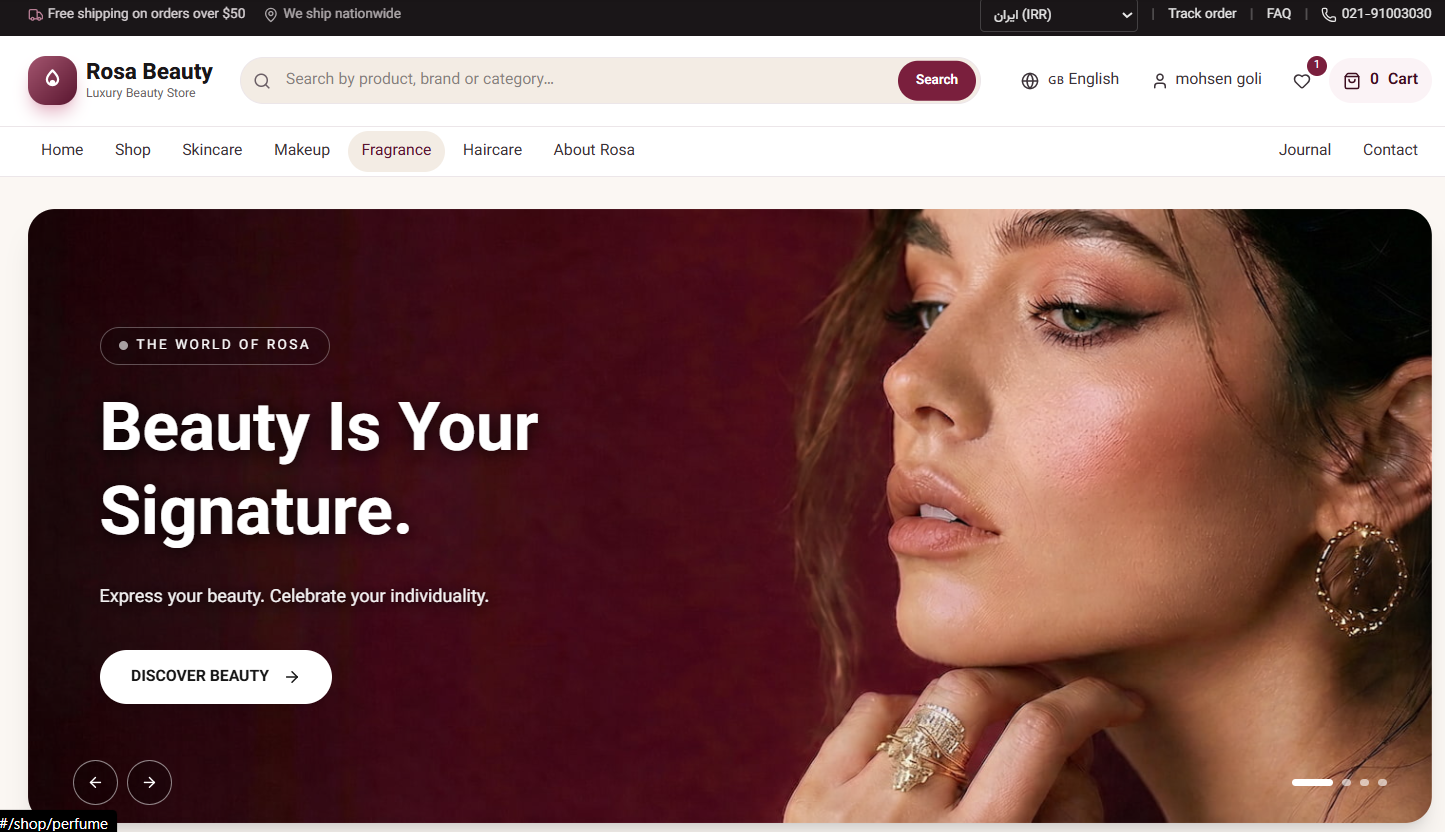 Free shipping on orders over $50
We ship nationwide
ایران (IRR)
Track order
FAQ
021-91003030
Rosa Beauty
Luxury Beauty Store
Search by product, brand or category…
Search
GB English
mohsen goli
1
0 Cart
Home
Shop
Skincare
Makeup
Fragrance
Haircare
About Rosa
Journal
Contact
THE WORLD OF ROSA
Beauty Is Your
Signature.
Express your beauty. Celebrate your individuality.
DISCOVER BEAUTY
#/shop/perfume